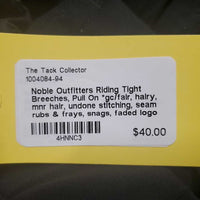 The Tack Collector
1004084-94
Noble Outfitters Riding Tight
Breeches, Pull On *gc/fair, hairy,
mnr hair, undone stitching, seam
rubs & frays, snags, faded logo
4HNNC3
$40.00